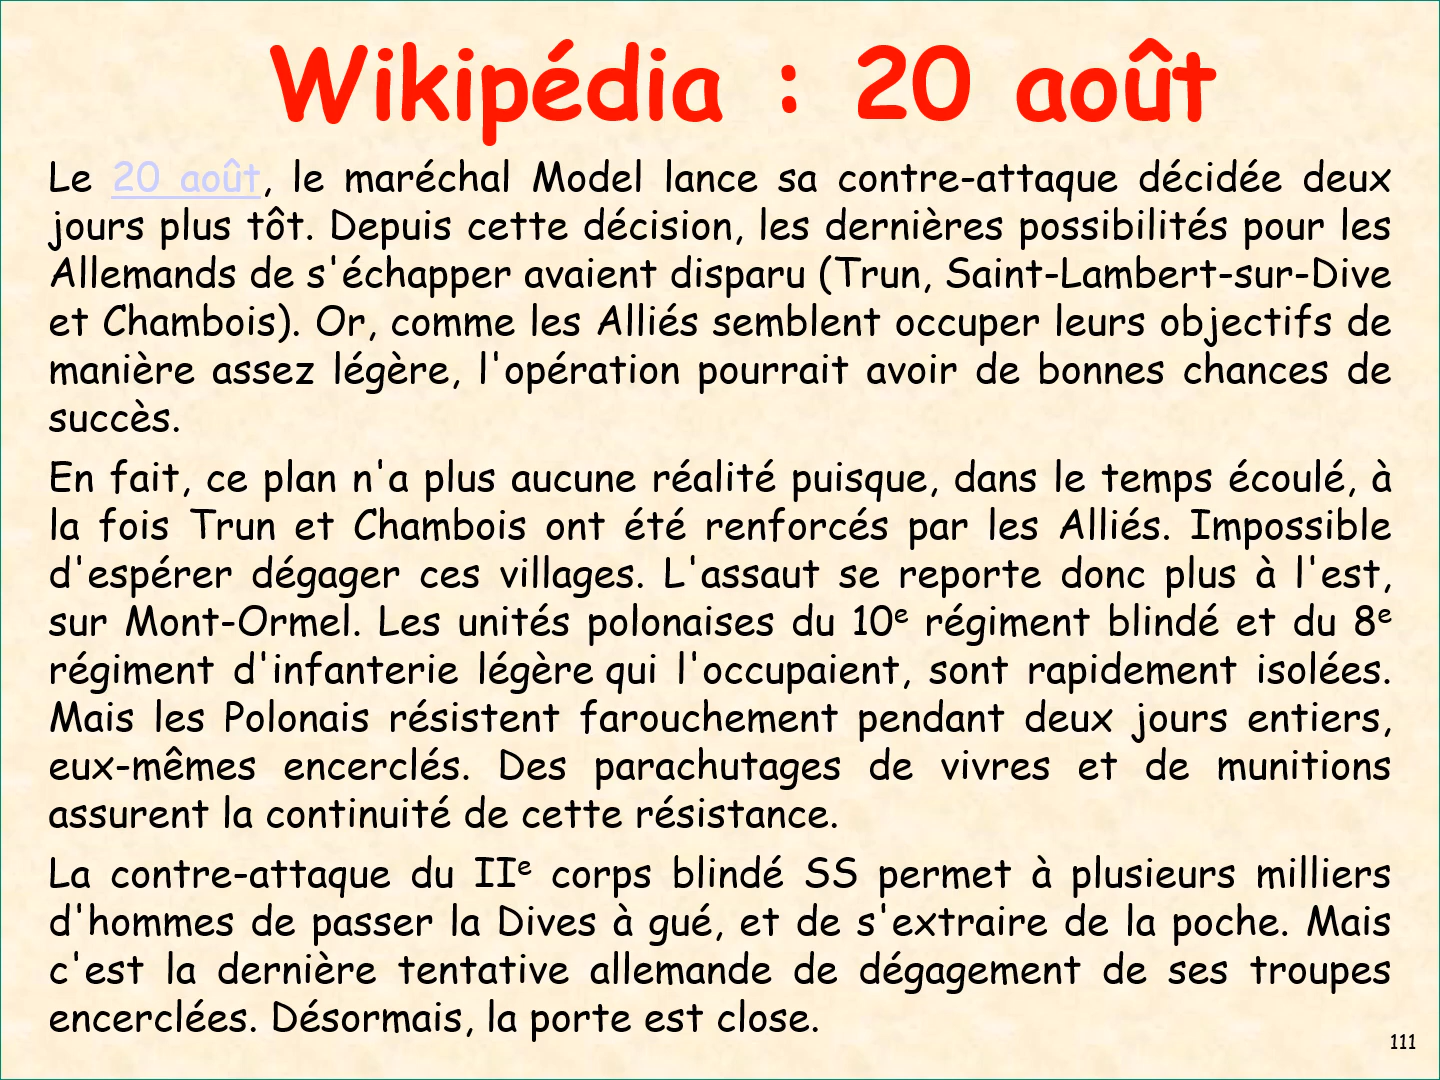 Wikipédia : 20 août
Le 20 août, le maréchal Model lance sa contre-attaque décidée deux
jours plus tôt. Depuis cette décision, les dernières possibilités pour les
Allemands de s'échapper avaient disparu (Trun, Saint-Lambert-sur-Dive
et Chambois). Or, comme les Alliés semblent occuper leurs objectifs de
manière assez légère, l'opération pourrait avoir de bonnes chances de
succès.
En fait, ce plan n'a plus aucune réalité puisque, dans le temps écoulé, à
la fois Trun et Chambois ont été renforcés par les Alliés. Impossible
d'espérer dégager ces villages. L'assaut se reporte donc plus à l'est,
sur Mont-Ormel. Les unités polonaises du 10e régiment blindé et du 8e
régiment d'infanterie légère qui l'occupaient, sont rapidement isolées.
Mais les Polonais résistent farouchement pendant deux jours entiers,
eux-mêmes encerclés. Des parachutages de vivres et de munitions
assurent la continuité de cette résistance.
La contre-attaque du IIe corps blindé SS permet à plusieurs milliers
d'hommes de passer la Dives à gué, et de s'extraire de la poche. Mais
c'est la dernière tentative allemande de dégagement de ses troupes
encerclées. Désormais, la porte est close.
111